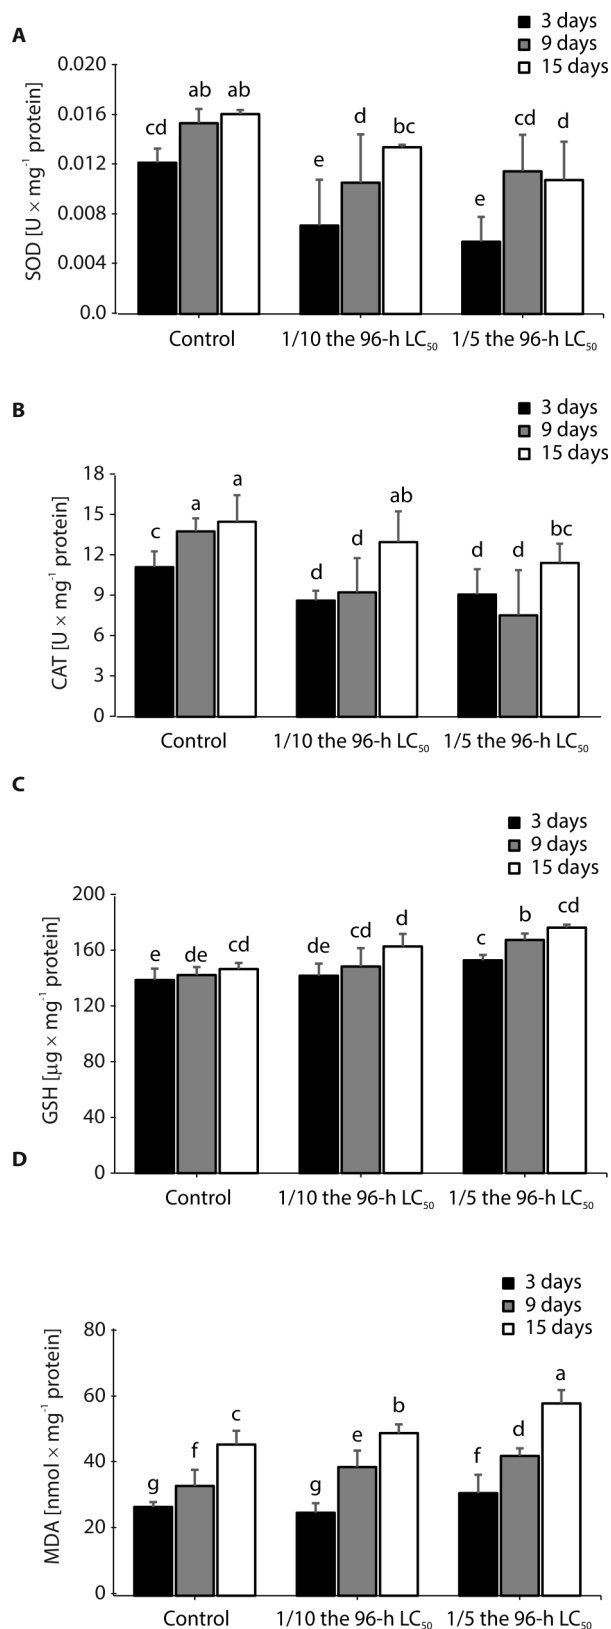 A
3 days
9 days
15 days
SOD [U × mg⁻¹ protein]
0.020
0.016
0.012
0.008
0.004
0.0
cd ab ab
e d bc
e cd d
Control 1/10 the 96-h LC₅₀ 1/5 the 96-h LC₅₀
B
3 days
9 days
15 days
CAT [U × mg⁻¹ protein]
18
15
12
9
6
3
0
c a a
d d ab
d d bc
Control 1/10 the 96-h LC₅₀ 1/5 the 96-h LC₅₀
C
3 days
9 days
15 days
GSH [µg × mg⁻¹ protein]
200
160
120
80
40
0
e de cd
de cd d
c b cd
Control 1/10 the 96-h LC₅₀ 1/5 the 96-h LC₅₀
D
3 days
9 days
15 days
MDA [nmol × mg⁻¹ protein]
80
60
40
20
0
g f c
g e b
f d a
Control 1/10 the 96-h LC₅₀ 1/5 the 96-h LC₅₀